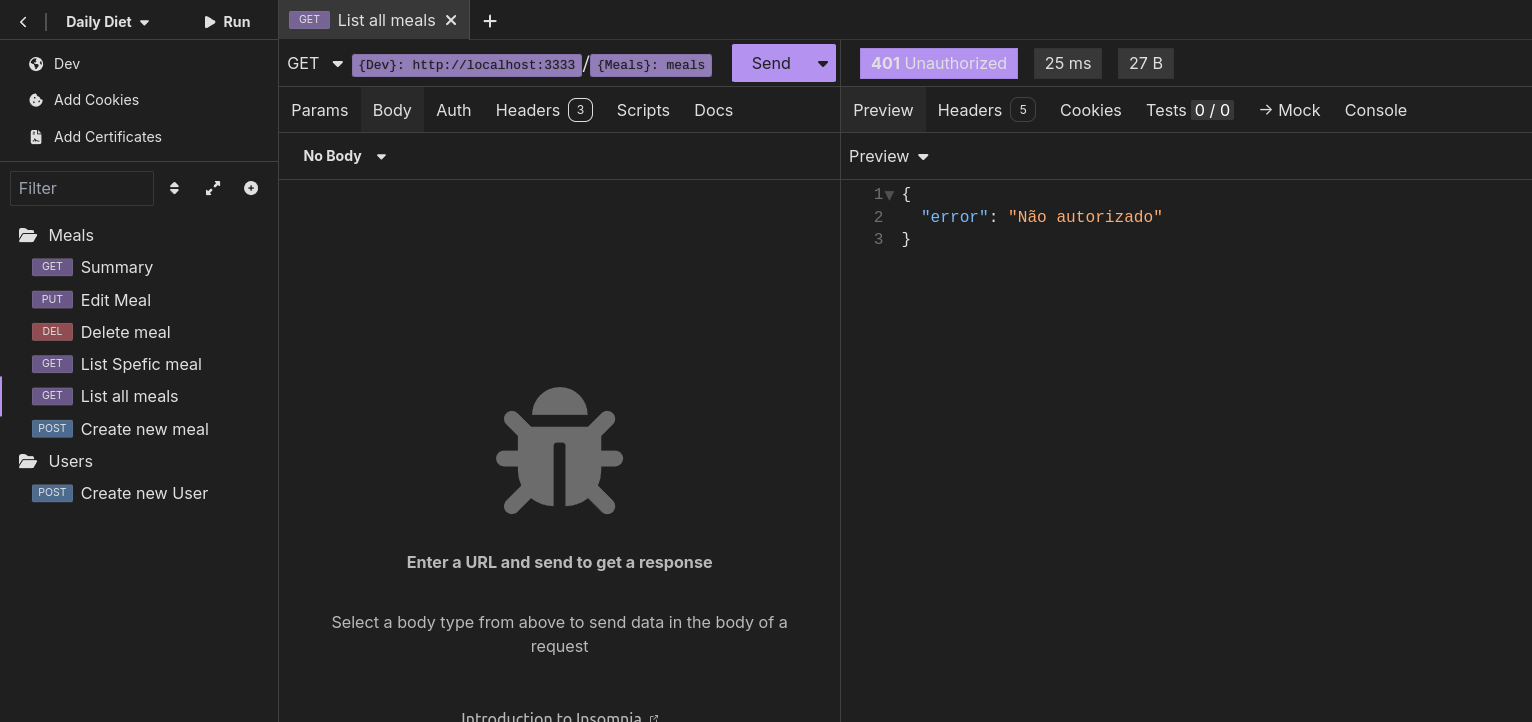 Daily Diet
Run
Dev
Add Cookies
Add Certificates
Filter
Meals
GET Summary
PUT Edit Meal
DEL Delete meal
GET List Spefic meal
GET List all meals
POST Create new meal
Users
POST Create new User
GET List all meals
GET {Dev}: http://localhost:3333/{Meals}: meals Send
Params Body Auth Headers 3 Scripts Docs
No Body
Enter a URL and send to get a response
Select a body type from above to send data in the body of a
request
Introduction to Insomnia
401 Unauthorized 25 ms 27 B
Preview Headers 5 Cookies Tests 0 / 0 → Mock Console
Preview
1 {
2 "error": "Não autorizado"
3 }